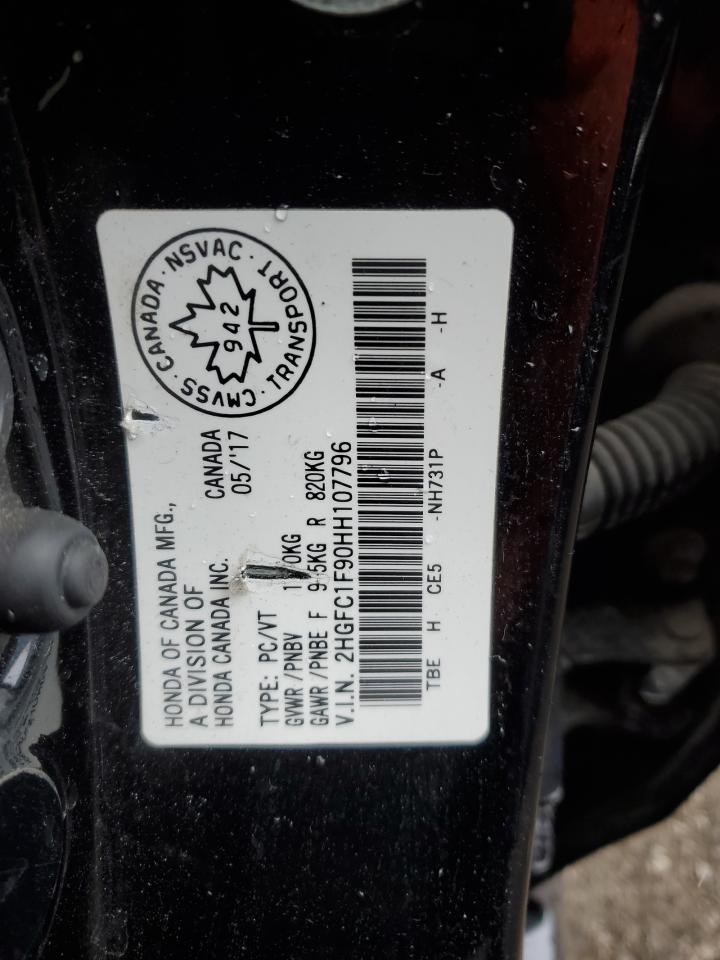 HONDA OF CANADA MFG.,
A DIVISION OF
HONDA CANADA INC.
CANADA
05/'17
CMVSS · CANADA · NSVAC · TRANSPORT ·
942
TYPE: PC/VT
GWWR /PNBV
GAWR /PNBE F R 820KG
V.I.N. 2HGFC1F90HH107796
TBE H CE5 -NH731P -A -H